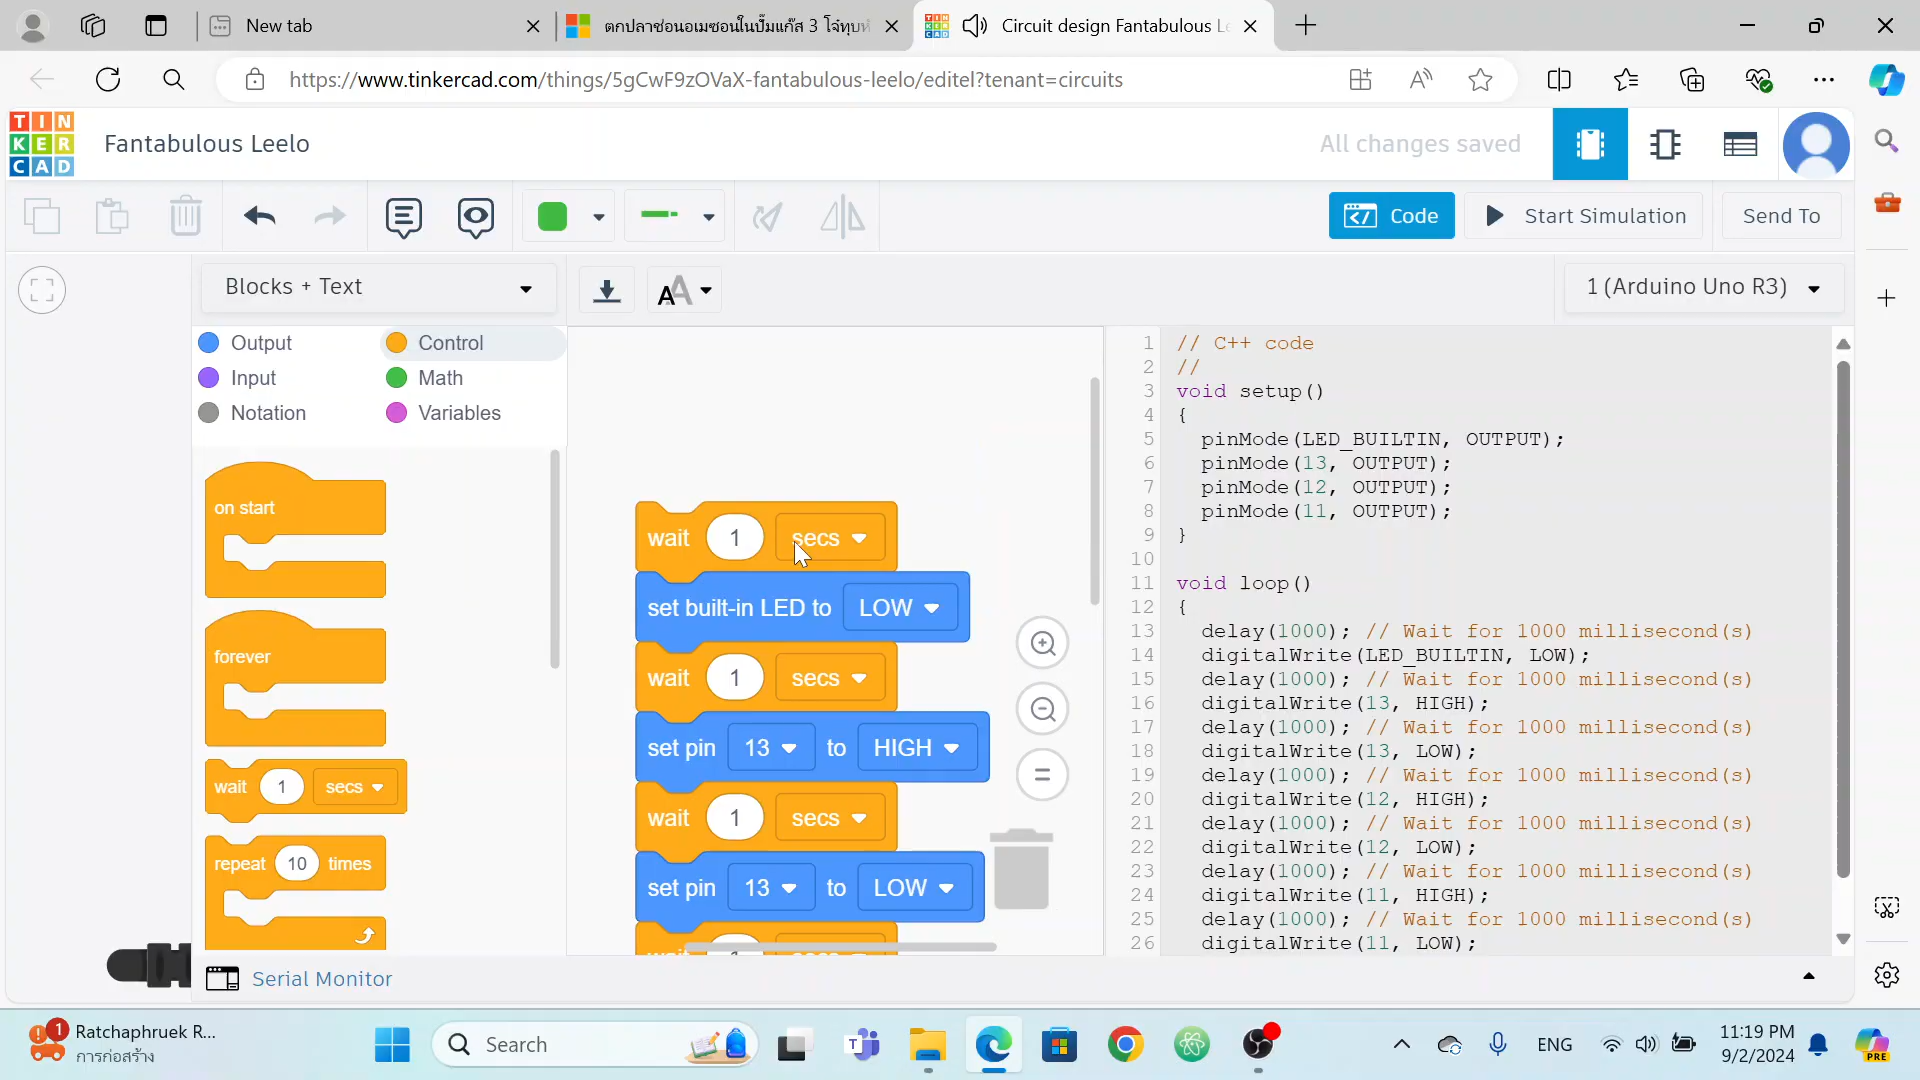 New tab
ตกปลาช่อนอเมซอนในปั๊มแก๊ส 3 โจ๋ทุบห
Circuit design Fantabulous Le
https://www.tinkercad.com/things/5gCwF9zOVaX-fantabulous-leelo/editel?tenant=circuits
TIN
KER
CAD
Fantabulous Leelo
All changes saved
Code
Start Simulation
Send To
Blocks + Text
1 (Arduino Uno R3)
Output
Control
Input
Math
Notation
Variables
on start
forever
wait 1 secs
repeat 10 times
wait 1 secs
set built-in LED to LOW
wait 1 secs
set pin 13 to HIGH
wait 1 secs
set pin 13 to LOW
1 // C++ code
2 //
3 void setup()
4 {
5 pinMode(LED_BUILTIN, OUTPUT);
6 pinMode(13, OUTPUT);
7 pinMode(12, OUTPUT);
8 pinMode(11, OUTPUT);
9 }
10
11 void loop()
12 {
13 delay(1000); // Wait for 1000 millisecond(s)
14 digitalWrite(LED_BUILTIN, LOW);
15 delay(1000); // Wait for 1000 millisecond(s)
16 digitalWrite(13, HIGH);
17 delay(1000); // Wait for 1000 millisecond(s)
18 digitalWrite(13, LOW);
19 delay(1000); // Wait for 1000 millisecond(s)
20 digitalWrite(12, HIGH);
21 delay(1000); // Wait for 1000 millisecond(s)
22 digitalWrite(12, LOW);
23 delay(1000); // Wait for 1000 millisecond(s)
24 digitalWrite(11, HIGH);
25 delay(1000); // Wait for 1000 millisecond(s)
26 digitalWrite(11, LOW);
Serial Monitor
1
Ratchaphruek R...
การก่อสร้าง
Search
ENG
11:19 PM
9/2/2024
PRE